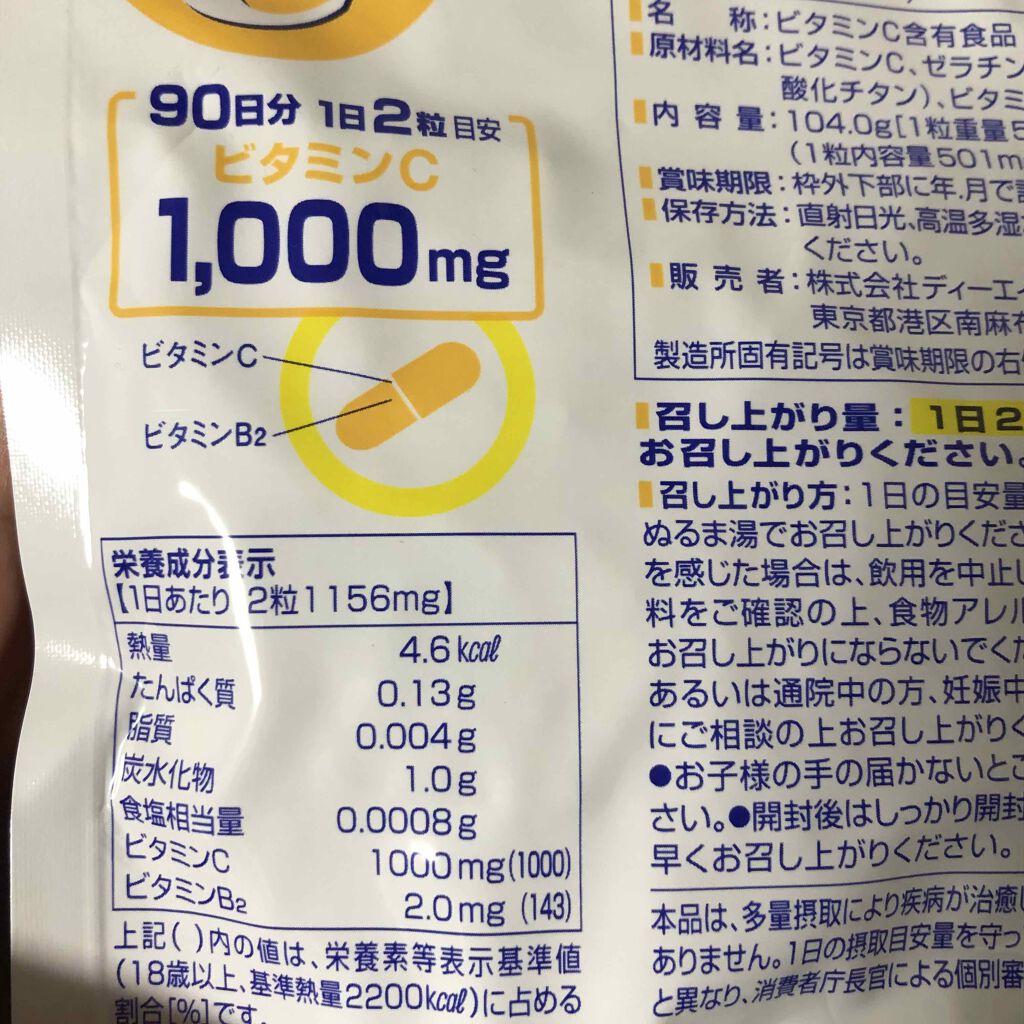 90日分 1日2粒目安
ビタミンC
1,000mg
ビタミンC
ビタミンB2
栄養成分表示
【1日あたり 2粒1156mg】
熱量 4.6kcal
たんぱく質 0.13g
脂質 0.004g
炭水化物 1.0g
食塩相当量 0.0008g
ビタミンC 1000mg(1000)
ビタミンB2 2.0mg (143)
上記( )内の値は、栄養素等表示基準値
(18歳以上、基準熱量2200kcal)に占める
割合[%]です。
名 称:ビタミンC含有食品
原材料名:ビタミンC、ゼラチン
酸化チタン)、ビタミ
内 容 量:104.0g[1粒重量5
(1粒内容量501m
賞味期限:枠外下部に年.月で
保存方法:直射日光、高温多湿
ください。
販 売 者:株式会社ディーエイ
東京都港区南麻布
製造所固有記号は賞味期限の右
召し上がり量:1日2
お召し上がりください。
召し上がり方:1日の目安量
ぬるま湯でお召し上がりくださ
を感じた場合は、飲用を中止し
料をご確認の上、食物アレル
お召し上がりにならないでくだ
あるいは通院中の方、妊娠中
にご相談の上お召し上がりく
●お子様の手の届かないとこ
さい。●開封後はしっかり開封
早くお召し上がりください。
本品は、多量摂取により疾病が治癒し
ありません。1日の摂取目安量を守っ
と異なり、消費者庁長官による個別審